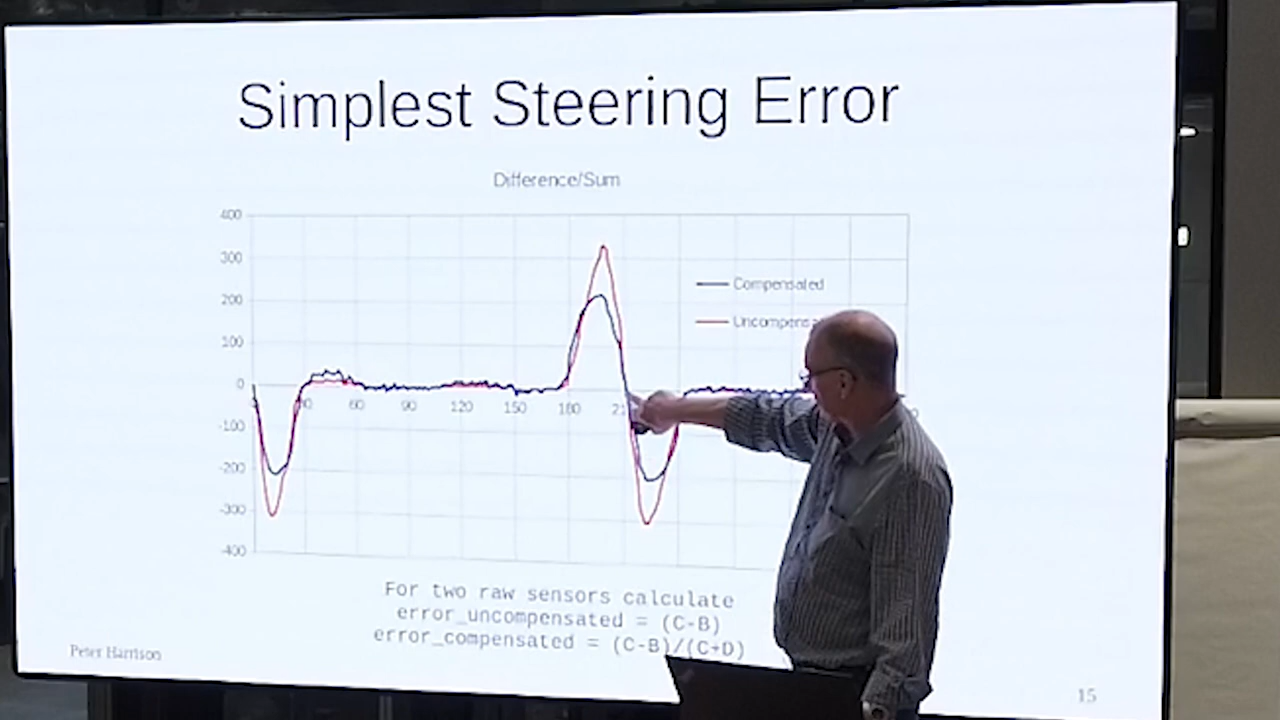 Simplest Steering Error
Difference/Sum
400
300
200
100
0
-100
-200
-300
-400
60 90 120 150 180
Compensated
For two raw sensors calculate
error_uncompensated = (C-B)
error_compensated = (C-B)/(C+D)
Peter Harrison
15